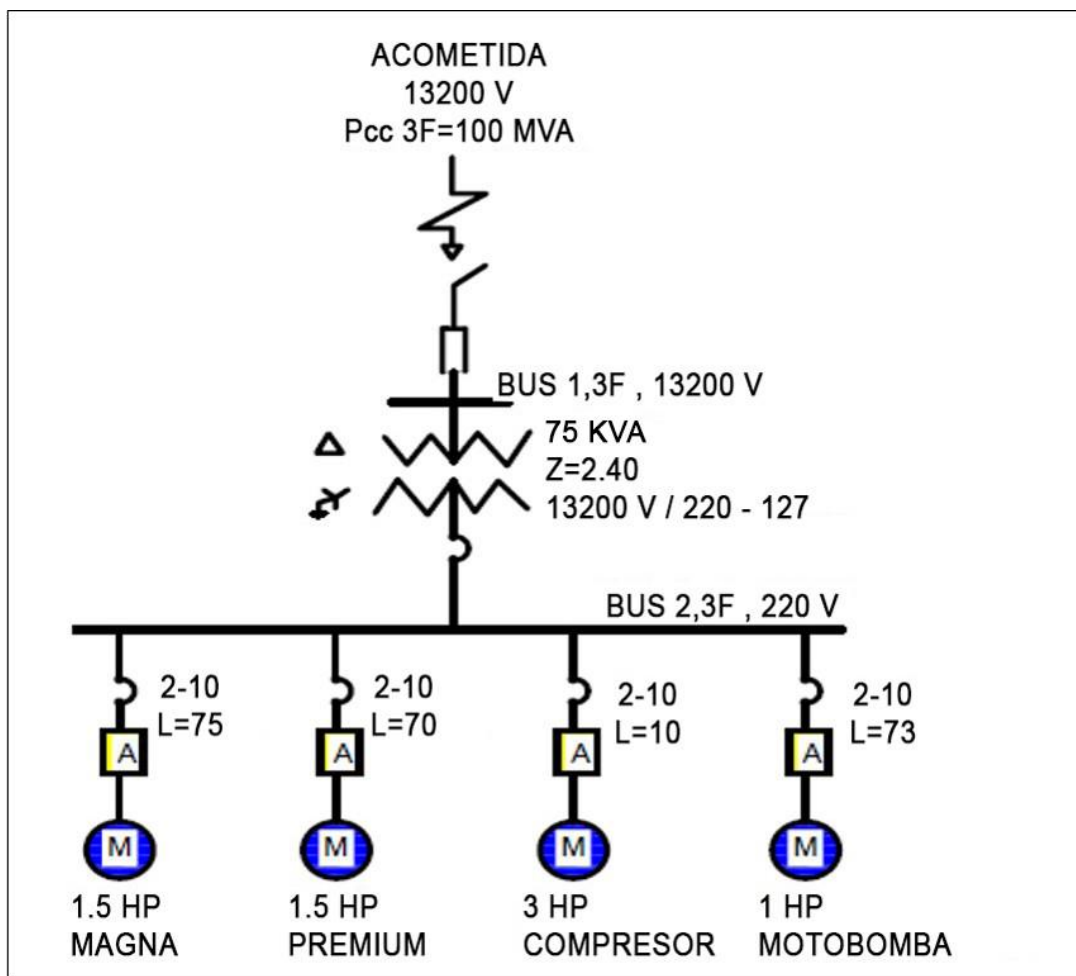 ACOMETIDA
13200 V
Pcc 3F=100 MVA
BUS 1,3F , 13200 V
75 KVA
Z=2.40
13200 V / 220 - 127
BUS 2,3F , 220 V
2-10
L=75
2-10
L=70
2-10
L=10
2-10
L=73
A
A
A
A
M
M
M
M
1.5 HP
MAGNA
1.5 HP
PREMIUM
3 HP
COMPRESOR
1 HP
MOTOBOMBA